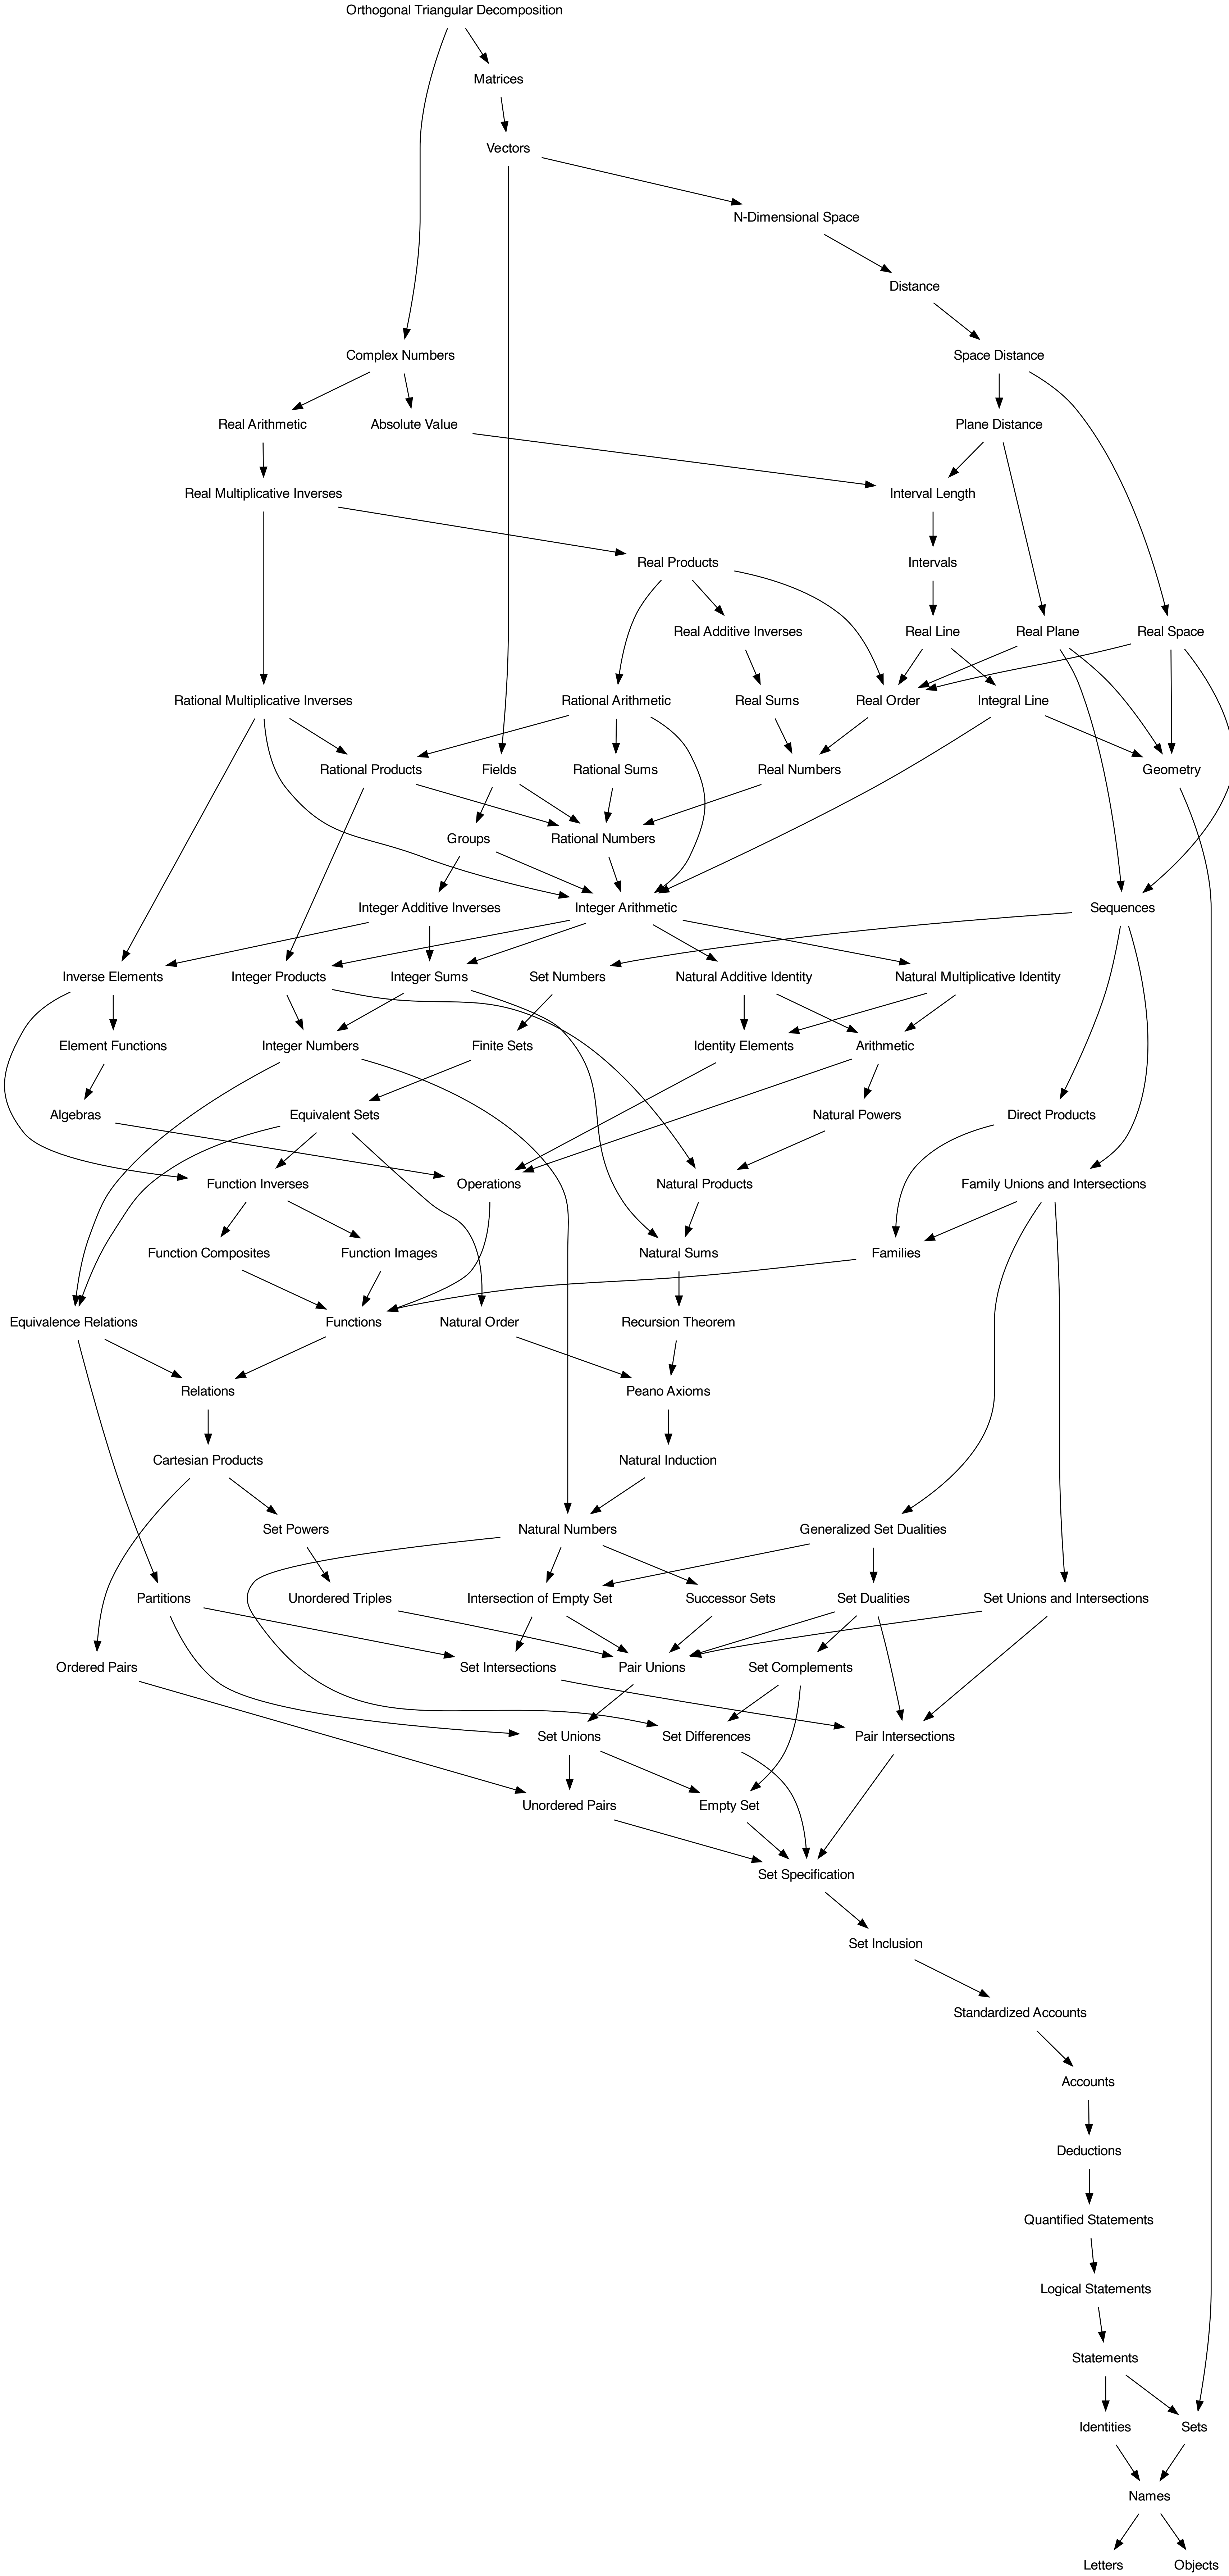 Orthogonal Triangular Decomposition
Matrices
Vectors
N-Dimensional Space
Distance
Complex Numbers
Space Distance
Real Arithmetic
Absolute Value
Plane Distance
Real Multiplicative Inverses
Interval Length
Real Products
Intervals
Real Additive Inverses
Real Line
Real Plane
Real Space
Rational Multiplicative Inverses
Rational Arithmetic
Real Sums
Real Order
Integral Line
Rational Products
Fields
Rational Sums
Real Numbers
Geometry
Groups
Rational Numbers
Integer Additive Inverses
Integer Arithmetic
Sequences
Inverse Elements
Integer Products
Integer Sums
Set Numbers
Natural Additive Identity
Natural Multiplicative Identity
Element Functions
Integer Numbers
Finite Sets
Identity Elements
Arithmetic
Algebras
Equivalent Sets
Natural Powers
Direct Products
Function Inverses
Operations
Natural Products
Family Unions and Intersections
Function Composites
Function Images
Natural Sums
Families
Equivalence Relations
Functions
Natural Order
Recursion Theorem
Relations
Peano Axioms
Cartesian Products
Natural Induction
Set Powers
Natural Numbers
Generalized Set Dualities
Partitions
Unordered Triples
Intersection of Empty Set
Successor Sets
Set Dualities
Set Unions and Intersections
Ordered Pairs
Set Intersections
Pair Unions
Set Complements
Set Unions
Set Differences
Pair Intersections
Unordered Pairs
Empty Set
Set Specification
Set Inclusion
Standardized Accounts
Accounts
Deductions
Quantified Statements
Logical Statements
Statements
Identities
Sets
Names
Letters
Objects